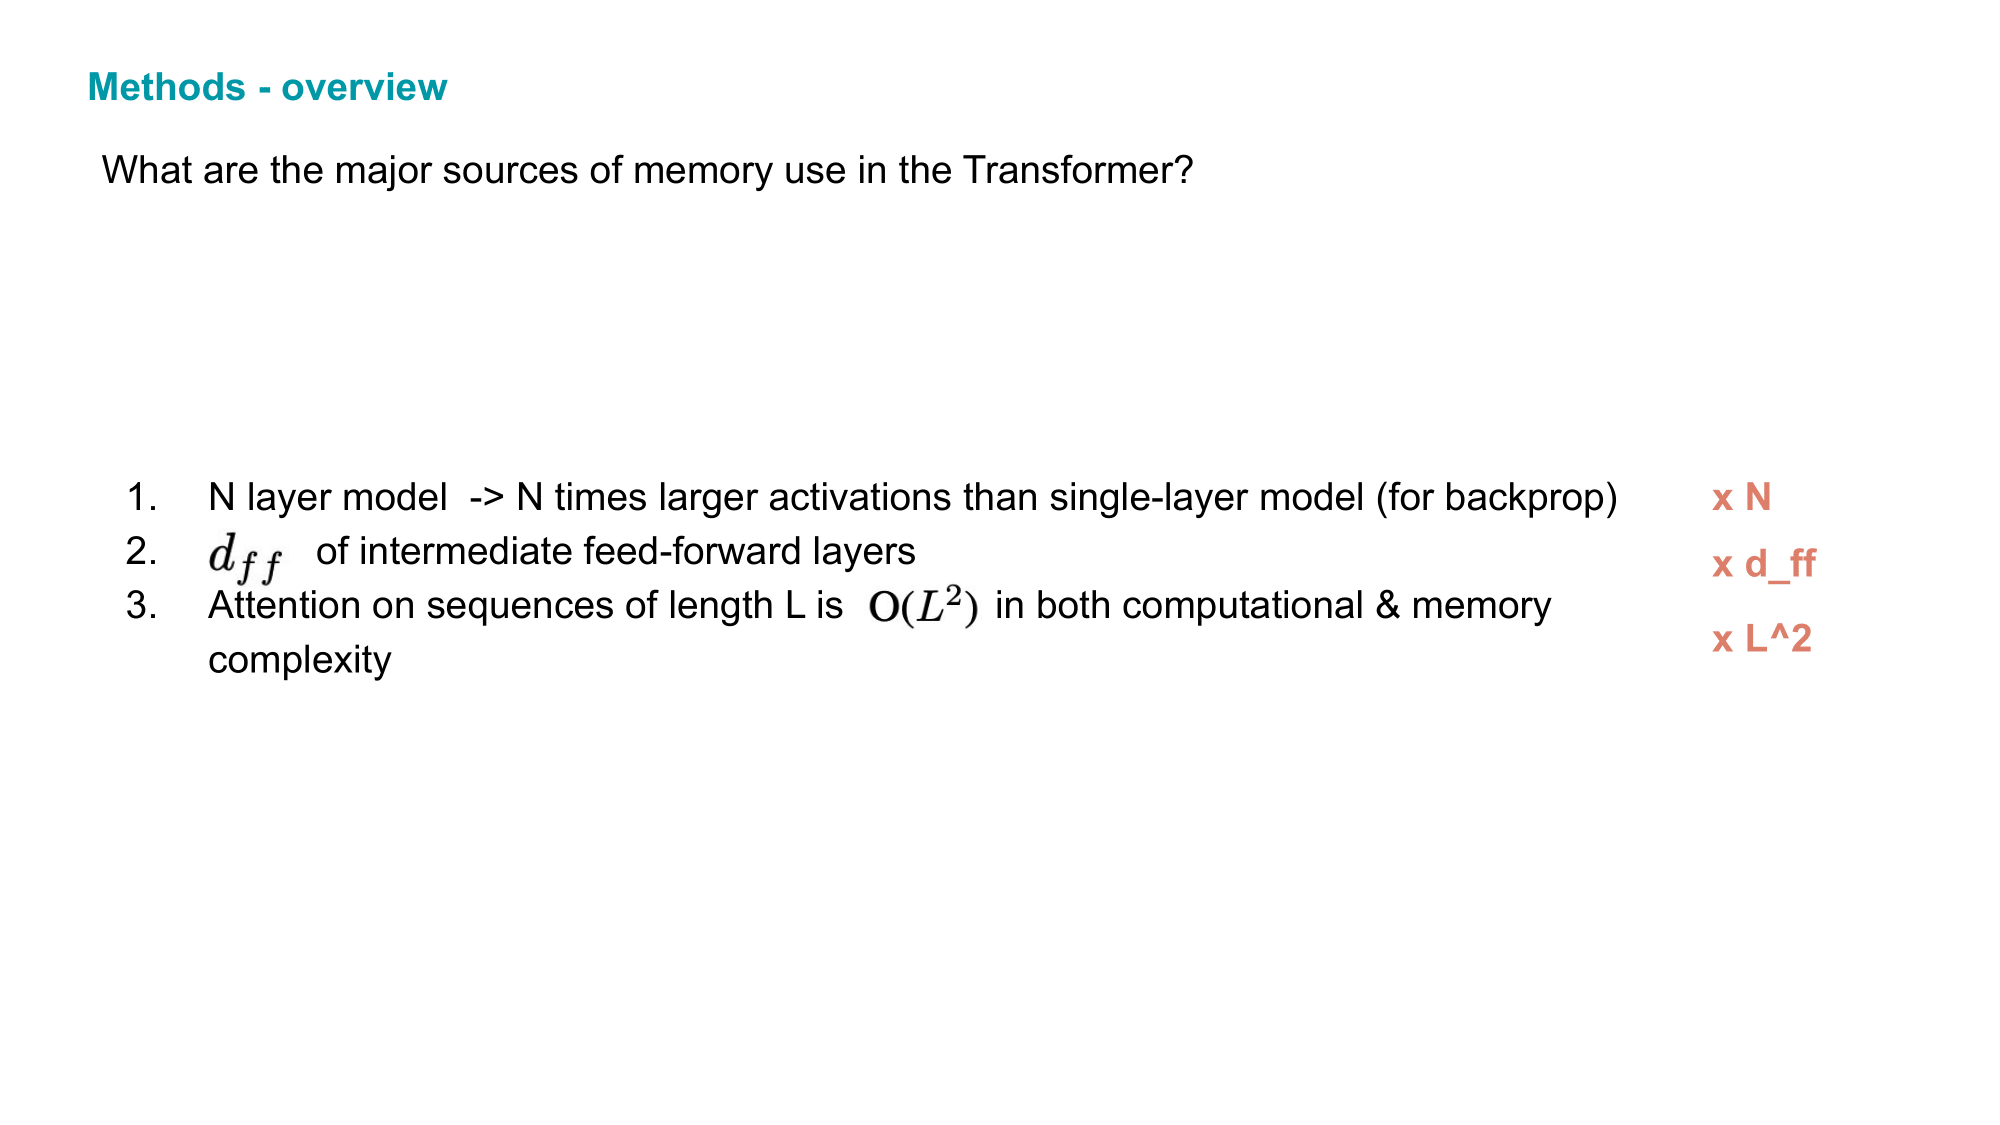 Methods - overview
What are the major sources of memory use in the Transformer?
1. N layer model -> N times larger activations than single-layer model (for backprop) x N
2. d_{ff} of intermediate feed-forward layers x d_ff
3. Attention on sequences of length L is O(L²) in both computational & memory
complexity x L^2